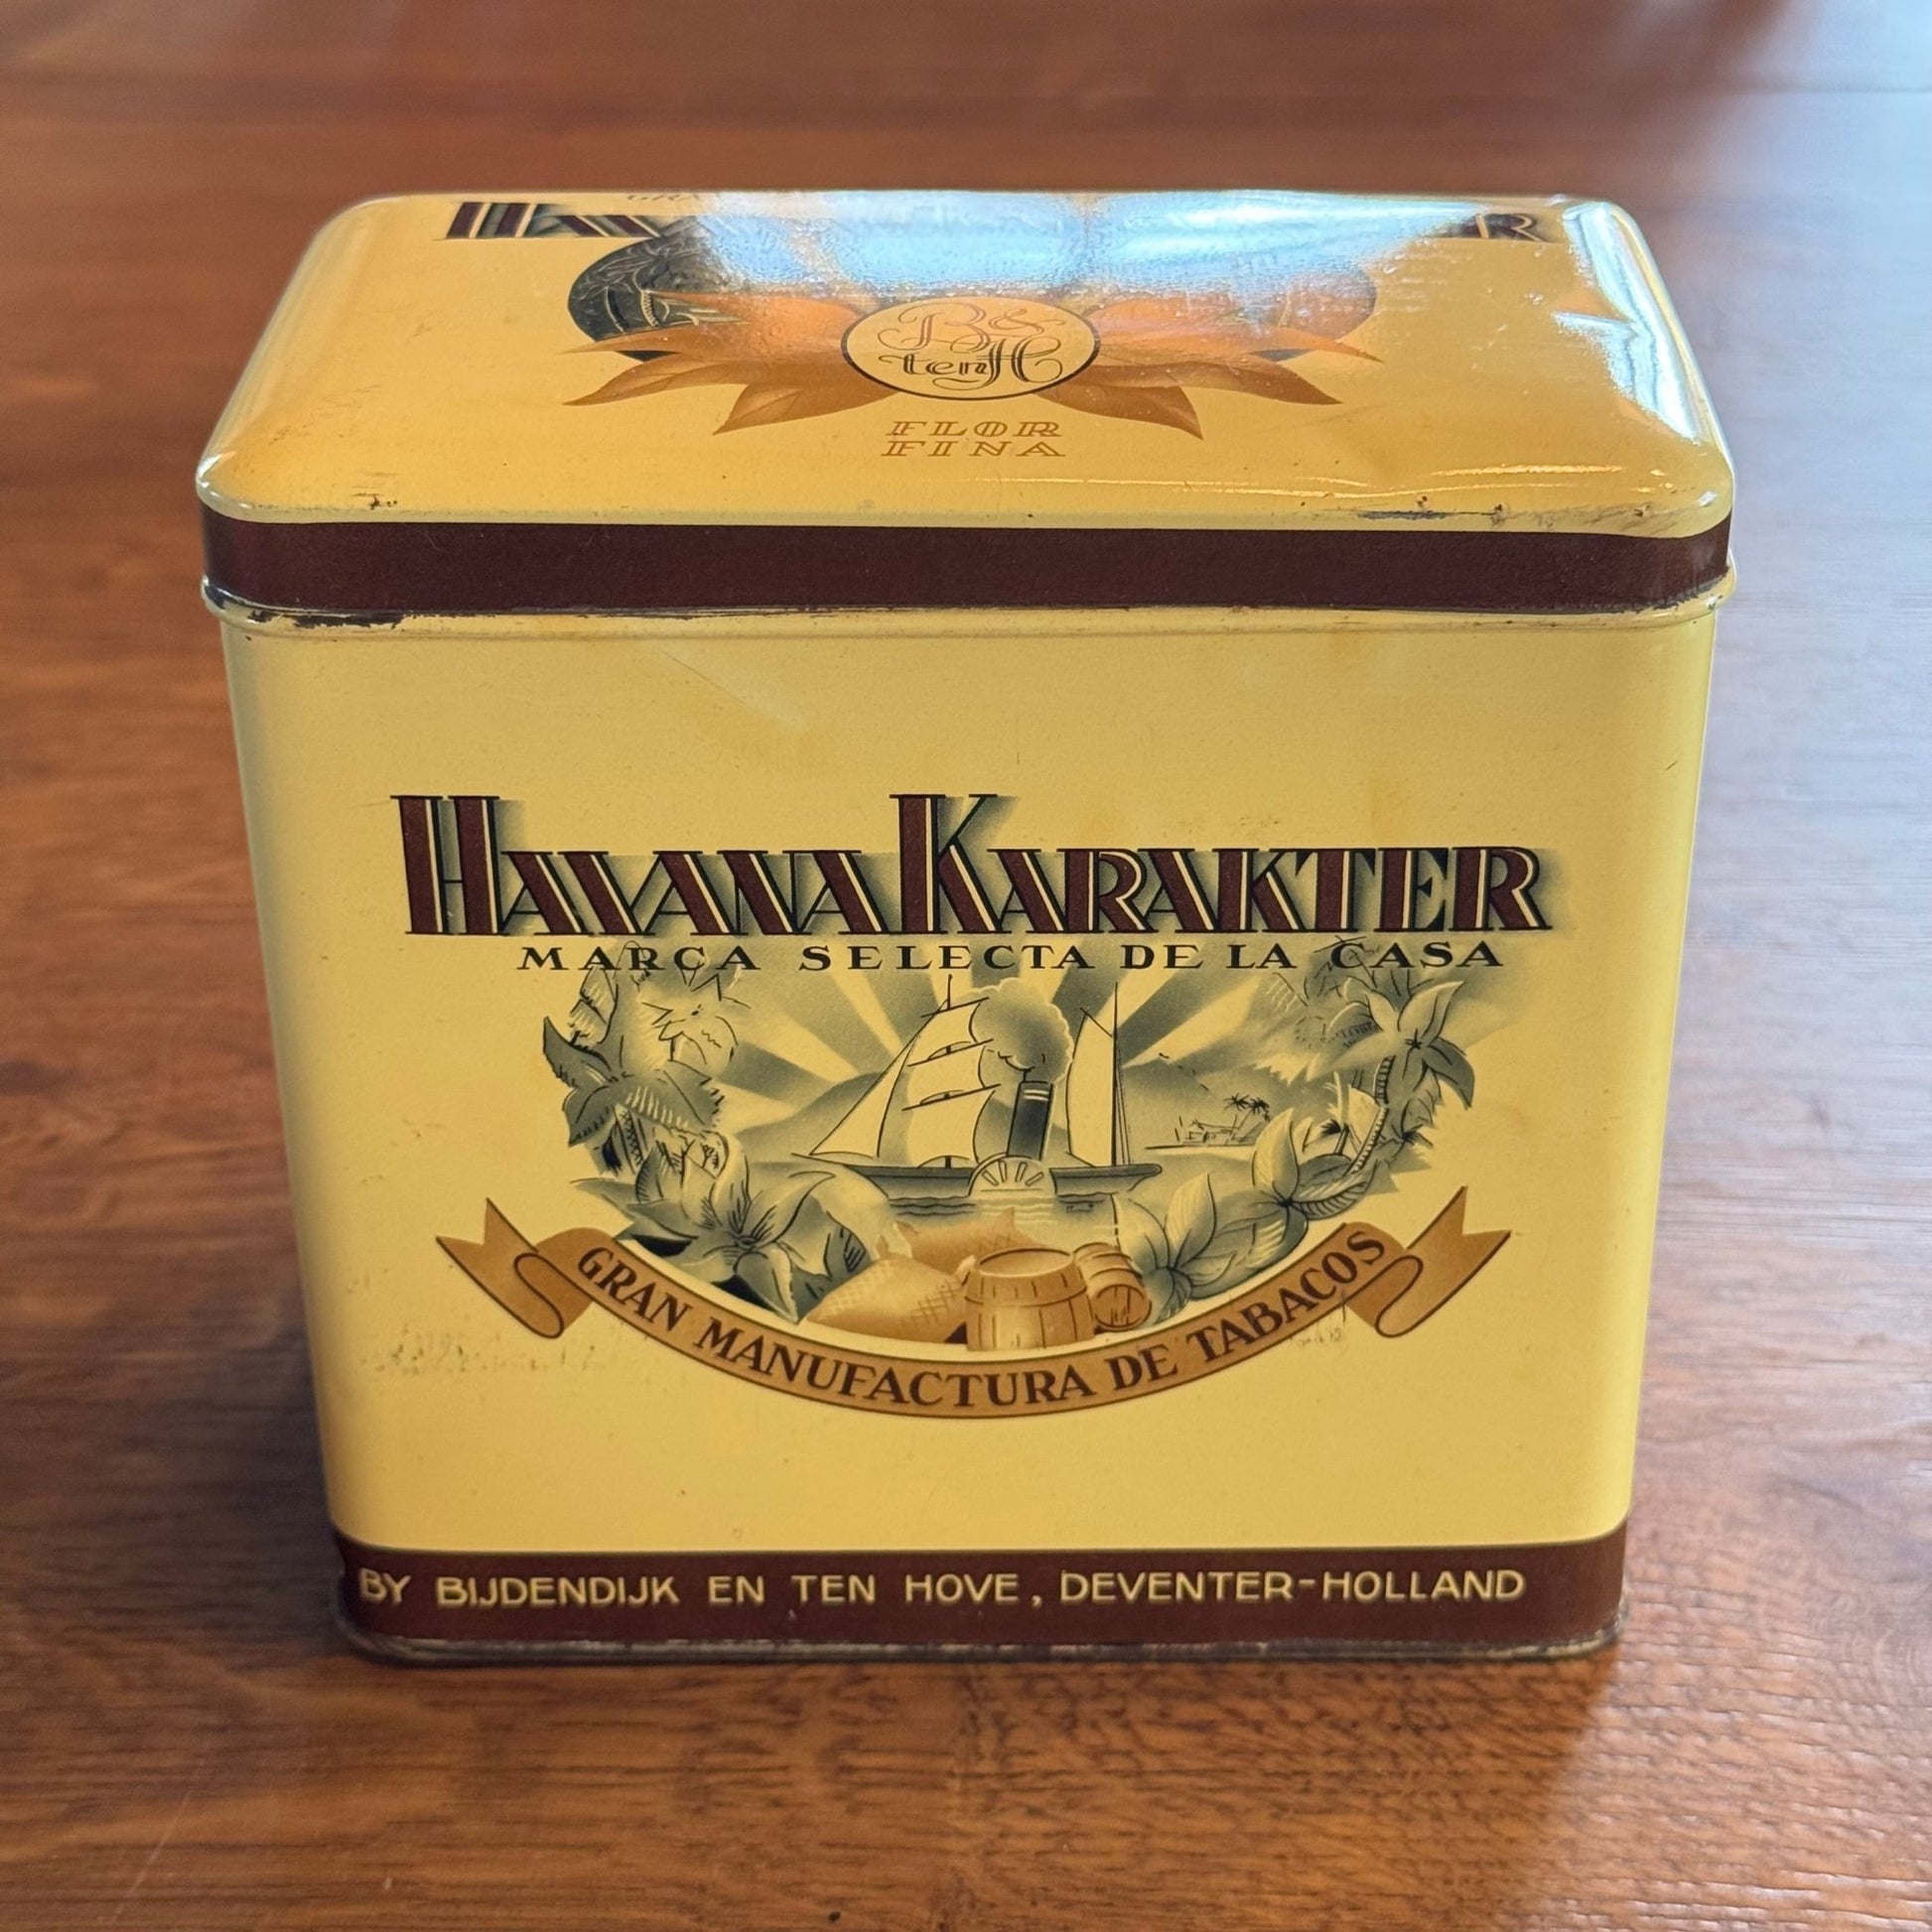 B&
ten H
FLOR
FINA
HAVANA KARAKTER
MARCA SELECTA DE LA CASA
GRAN MANUFACTURA DE TABACOS
BY BIJDENDIJK EN TEN HOVE, DEVENTER-HOLLAND